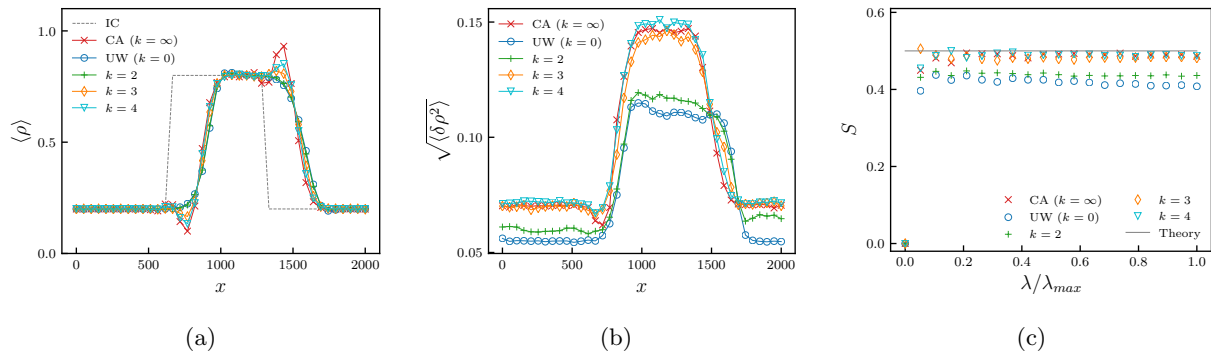 1.0
0.5
0.0
⟨ρ⟩
0 500 1000 1500 2000
x
IC
CA (k = ∞)
UW (k = 0)
k = 2
k = 3
k = 4
(a)
0.15
0.10
0.05
√⟨δρ²⟩
0 500 1000 1500 2000
x
CA (k = ∞)
UW (k = 0)
k = 2
k = 3
k = 4
(b)
0.6
0.4
0.2
0.0
S
0.0 0.2 0.4 0.6 0.8 1.0
λ/λmax
CA (k = ∞)
UW (k = 0)
k = 2
k = 3
k = 4
Theory
(c)